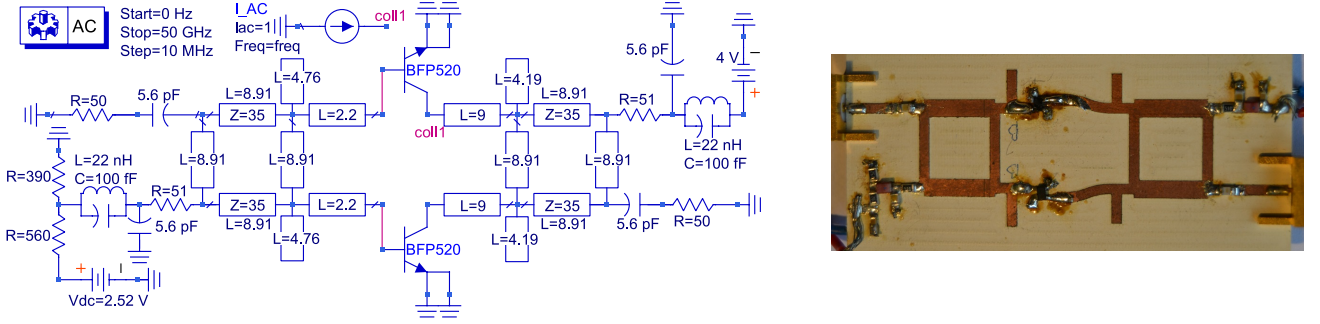 AC
Start=0 Hz
Stop=50 GHz
Step=10 MHz
I_AC
Iac=1
Freq=freq
coll1
5.6 pF
4 V
−
+
L=4.76
L=4.19
BFP520
R=50
5.6 pF
L=8.91
Z=35
L=2.2
L=9
coll1
L=8.91
Z=35
R=51
L=22 nH
C=100 fF
L=8.91
L=8.91
L=8.91
L=8.91
L=22 nH
C=100 fF
R=390
R=51
Z=35
L=8.91
L=2.2
L=9
Z=35
L=8.91
5.6 pF
R=50
R=560
5.6 pF
L=4.76
L=4.19
BFP520
+
−
Vdc=2.52 V